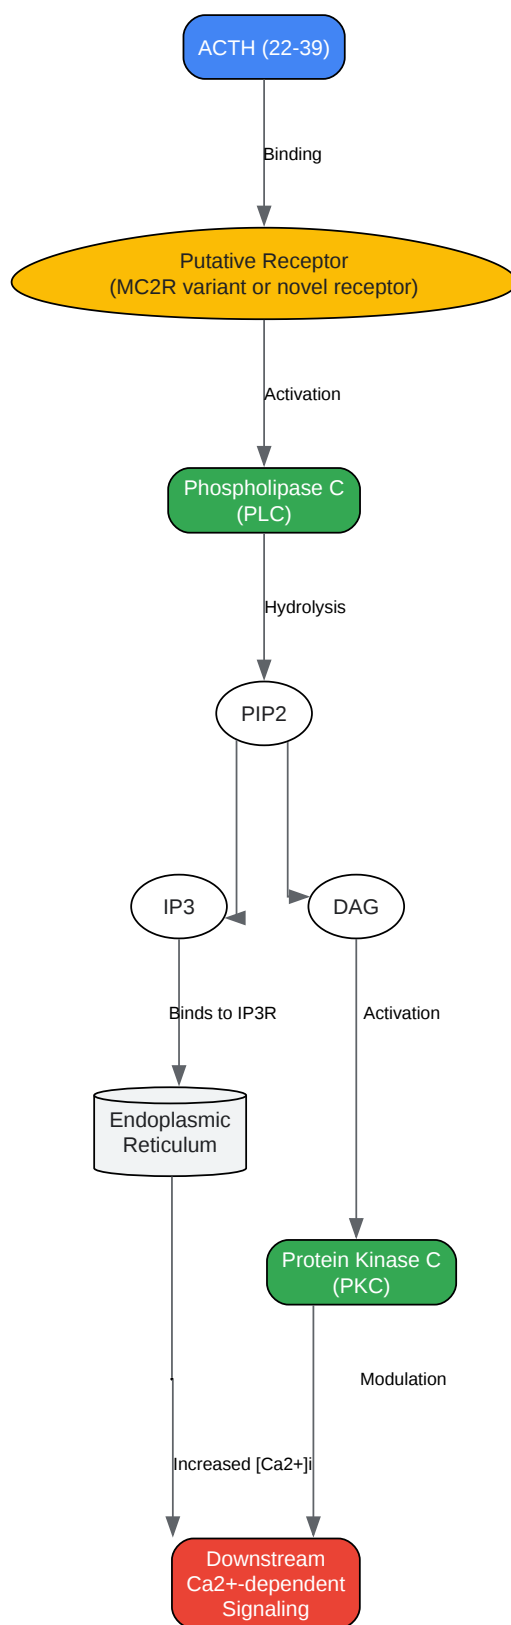 ACTH (22-39)
Binding
Putative Receptor
(MC2R variant or novel receptor)
Activation
Phospholipase C
(PLC)
Hydrolysis
PIP2
IP3
DAG
Binds to IP3R
Activation
Endoplasmic
Reticulum
Protein Kinase C
(PKC)
Modulation
Increased [Ca2+]i
Downstream
Ca2+-dependent
Signaling